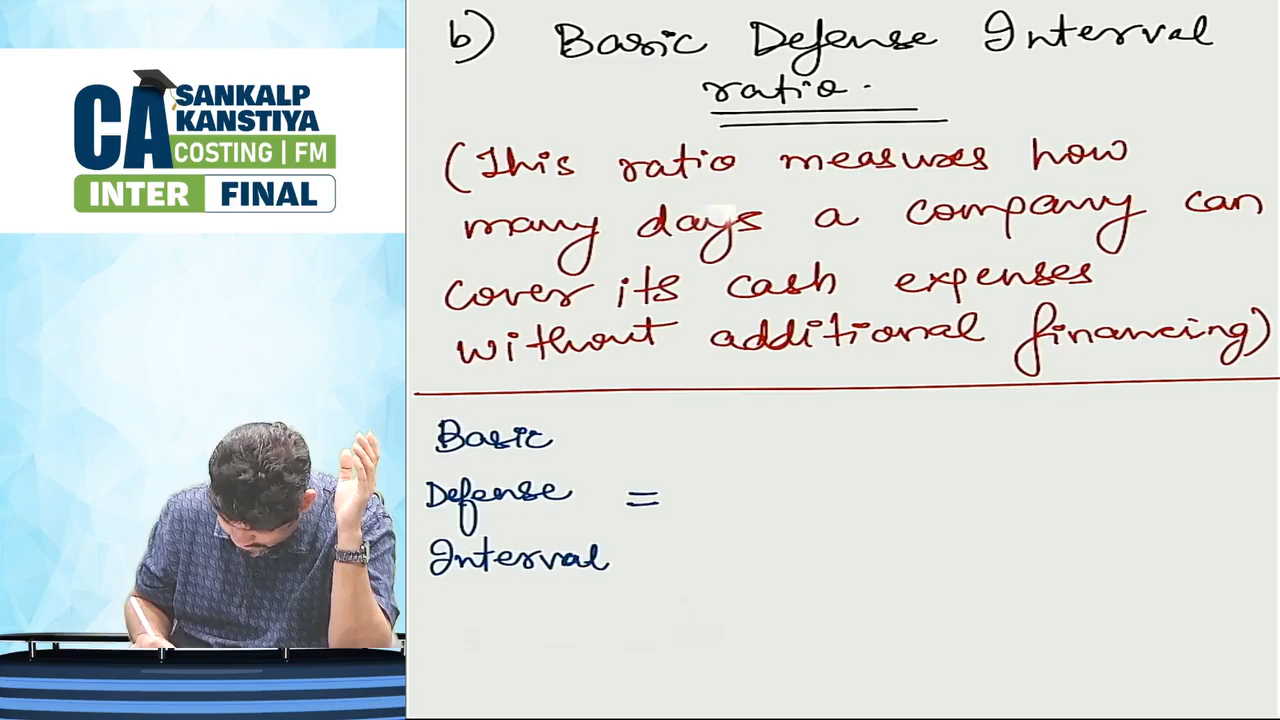 CA SANKALP KANSTIYA
COSTING | FM
INTER FINAL
b) Basic Defense Interval
ratio.
(This ratio measures how
many days a company can
cover its cash expenses
without additional financing)
Basic
Defense =
Interval